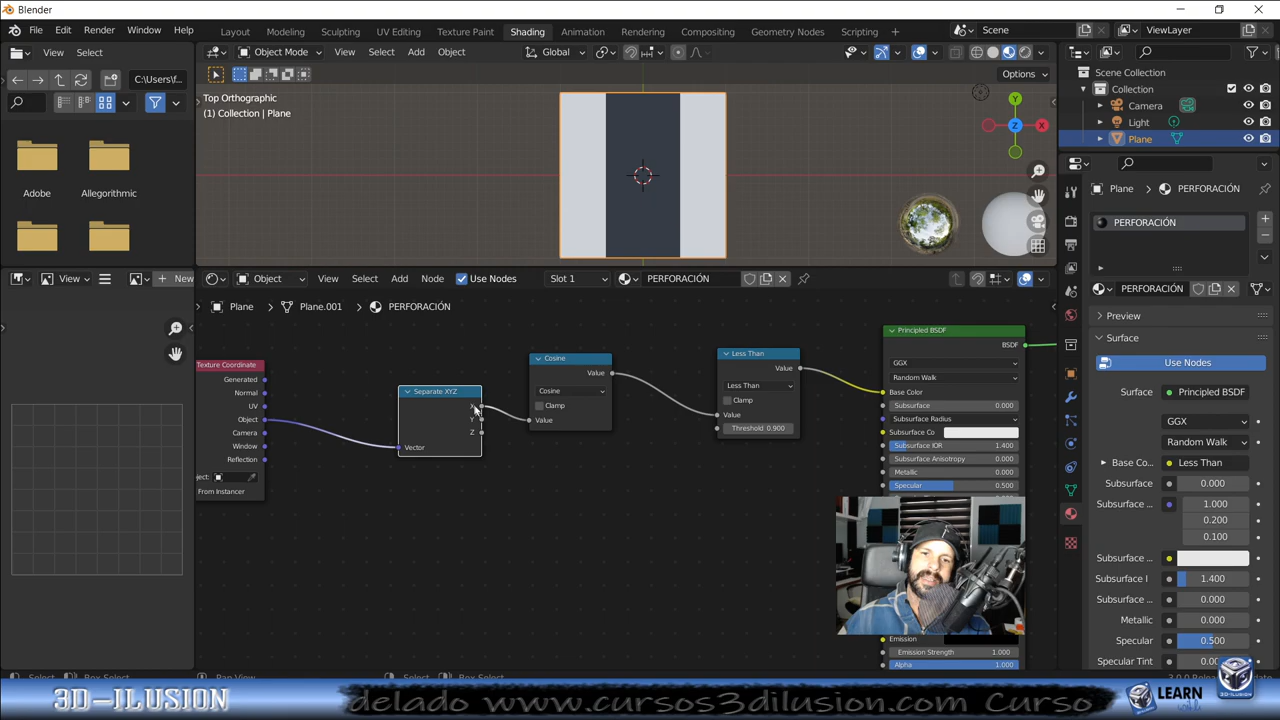 Blender
File Edit Render Window Help Layout Modeling Sculpting UV Editing Texture Paint Shading Animation Rendering Compositing Geometry Nodes Scripting + Scene ViewLayer
View Select Object Mode View Select Add Object Global
C:\Users\f... Options
Scene Collection
Collection
Camera
Light
Plane
Top Orthographic
(1) Collection | Plane
Y
Z
X
Adobe Allegorithmic
Plane PERFORACIÓN
PERFORACIÓN
View New Object View Select Add Node Use Nodes Slot 1 PERFORACIÓN
PERFORACIÓN
Plane Plane.001 PERFORACIÓN
Preview
Surface
Use Nodes
Surface Principled BSDF
GGX
Random Walk
Base Co... Less Than
Subsurface 0.000
Subsurface ... 1.000
0.200
0.100
Subsurface ...
Subsurface I 1.400
Subsurface ... 0.000
Metallic 0.000
Specular 0.500
Specular Tint 0.00
Texture Coordinate
Generated
Normal
UV
Object
Camera
Window
Reflection
ject:
From Instancer
Separate XYZ
X
Y
Z
Vector
Cosine
Value
Cosine
Clamp
Value
Less Than
Value
Less Than
Clamp
Value
Threshold 0.900
Principled BSDF
BSDF
GGX
Random Walk
Base Color
Subsurface 0.000
Subsurface Radius
Subsurface Co
Subsurface IOR 1.400
Subsurface Anisotropy 0.000
Metallic 0.000
Specular 0.500
Emission
Emission Strength 1.000
Alpha 1.000
3D-ILUSION
delado www.cursos3dilusion.com Curso
LEARN
3D-ILUSION